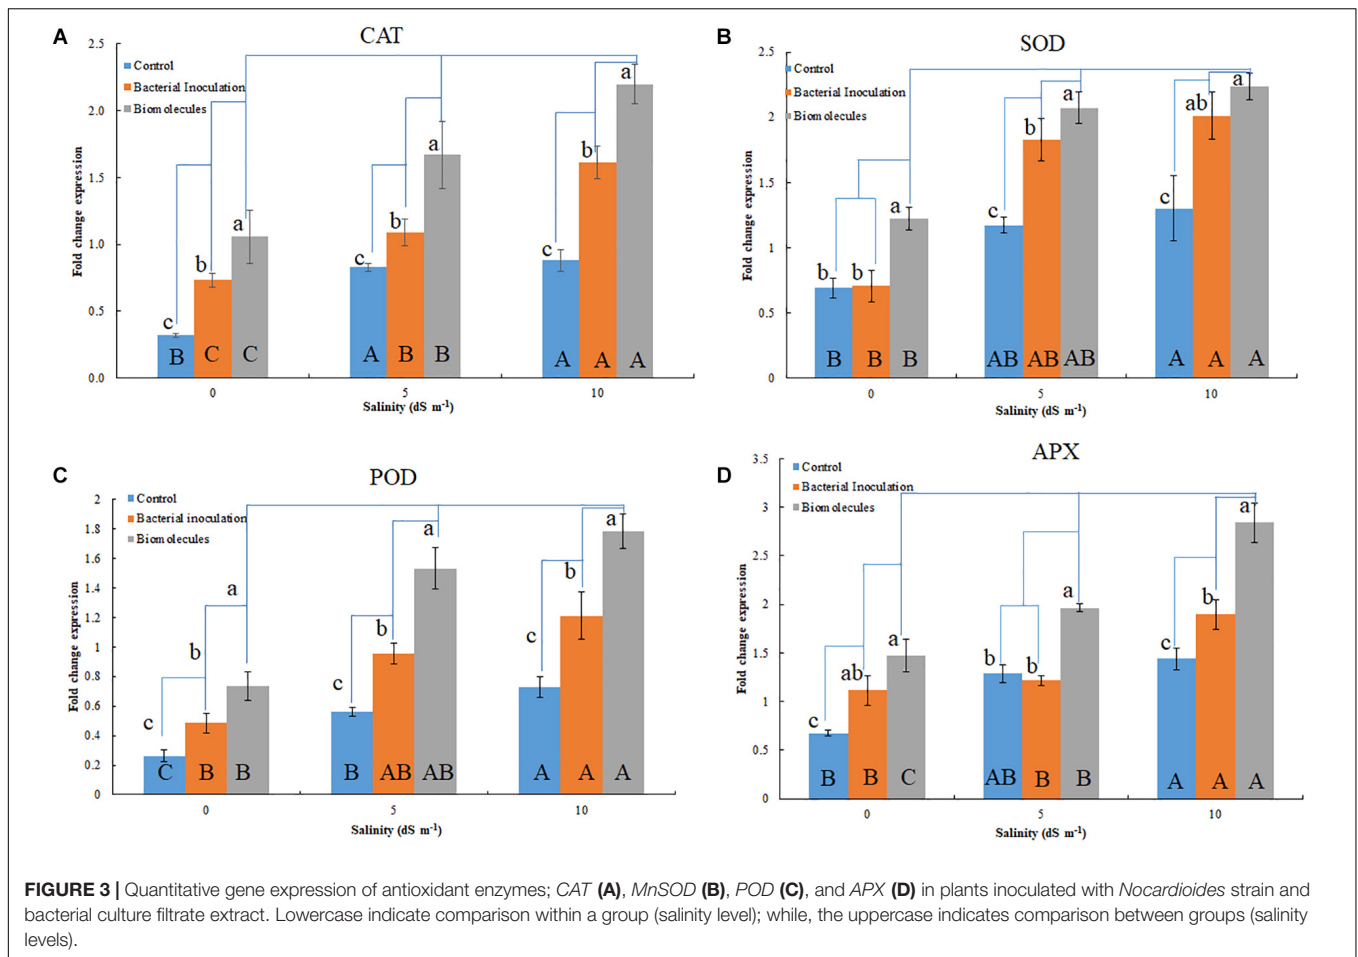 A
CAT
2.5
Control
Bacterial Inoculation
Biom olecules
2.0
1.5
1.0
0.5
0.0
Fold change expression
c b a
c b a
c b a
B C C
A B B
A A A
0 5 10
Salinity (dS m-1)
B
SOD
2.5
Control
Bacterial Inoculation
Biom olecules
2
1.5
1
0.5
0
Fold change expression
b b a
c b a
c ab a
B B B
AB AB AB
A A A
0 5 10
Salinity (dS m-1)
C
POD
2
Control
Bacterial inoculation
Biom olecules
1.8
1.6
1.4
1.2
1
0.8
0.6
0.4
0.2
0
Fold change expression
c b a
c b a
c b a
C B B
B AB AB
A A A
0 5 10
Salinity (dS m-1)
D
APX
3.5
Control
Bacterial Inoculation
Biom olecules
3
2.5
2
1.5
1
0.5
0
Fold change expression
c ab a
b b a
c b a
B B C
AB B B
A A A
0 5 10
Salinity (dS m-1)
FIGURE 3 | Quantitative gene expression of antioxidant enzymes; CAT (A), MnSOD (B), POD (C), and APX (D) in plants inoculated with Nocardioides strain and
bacterial culture filtrate extract. Lowercase indicate comparison within a group (salinity level); while, the uppercase indicates comparison between groups (salinity
levels).